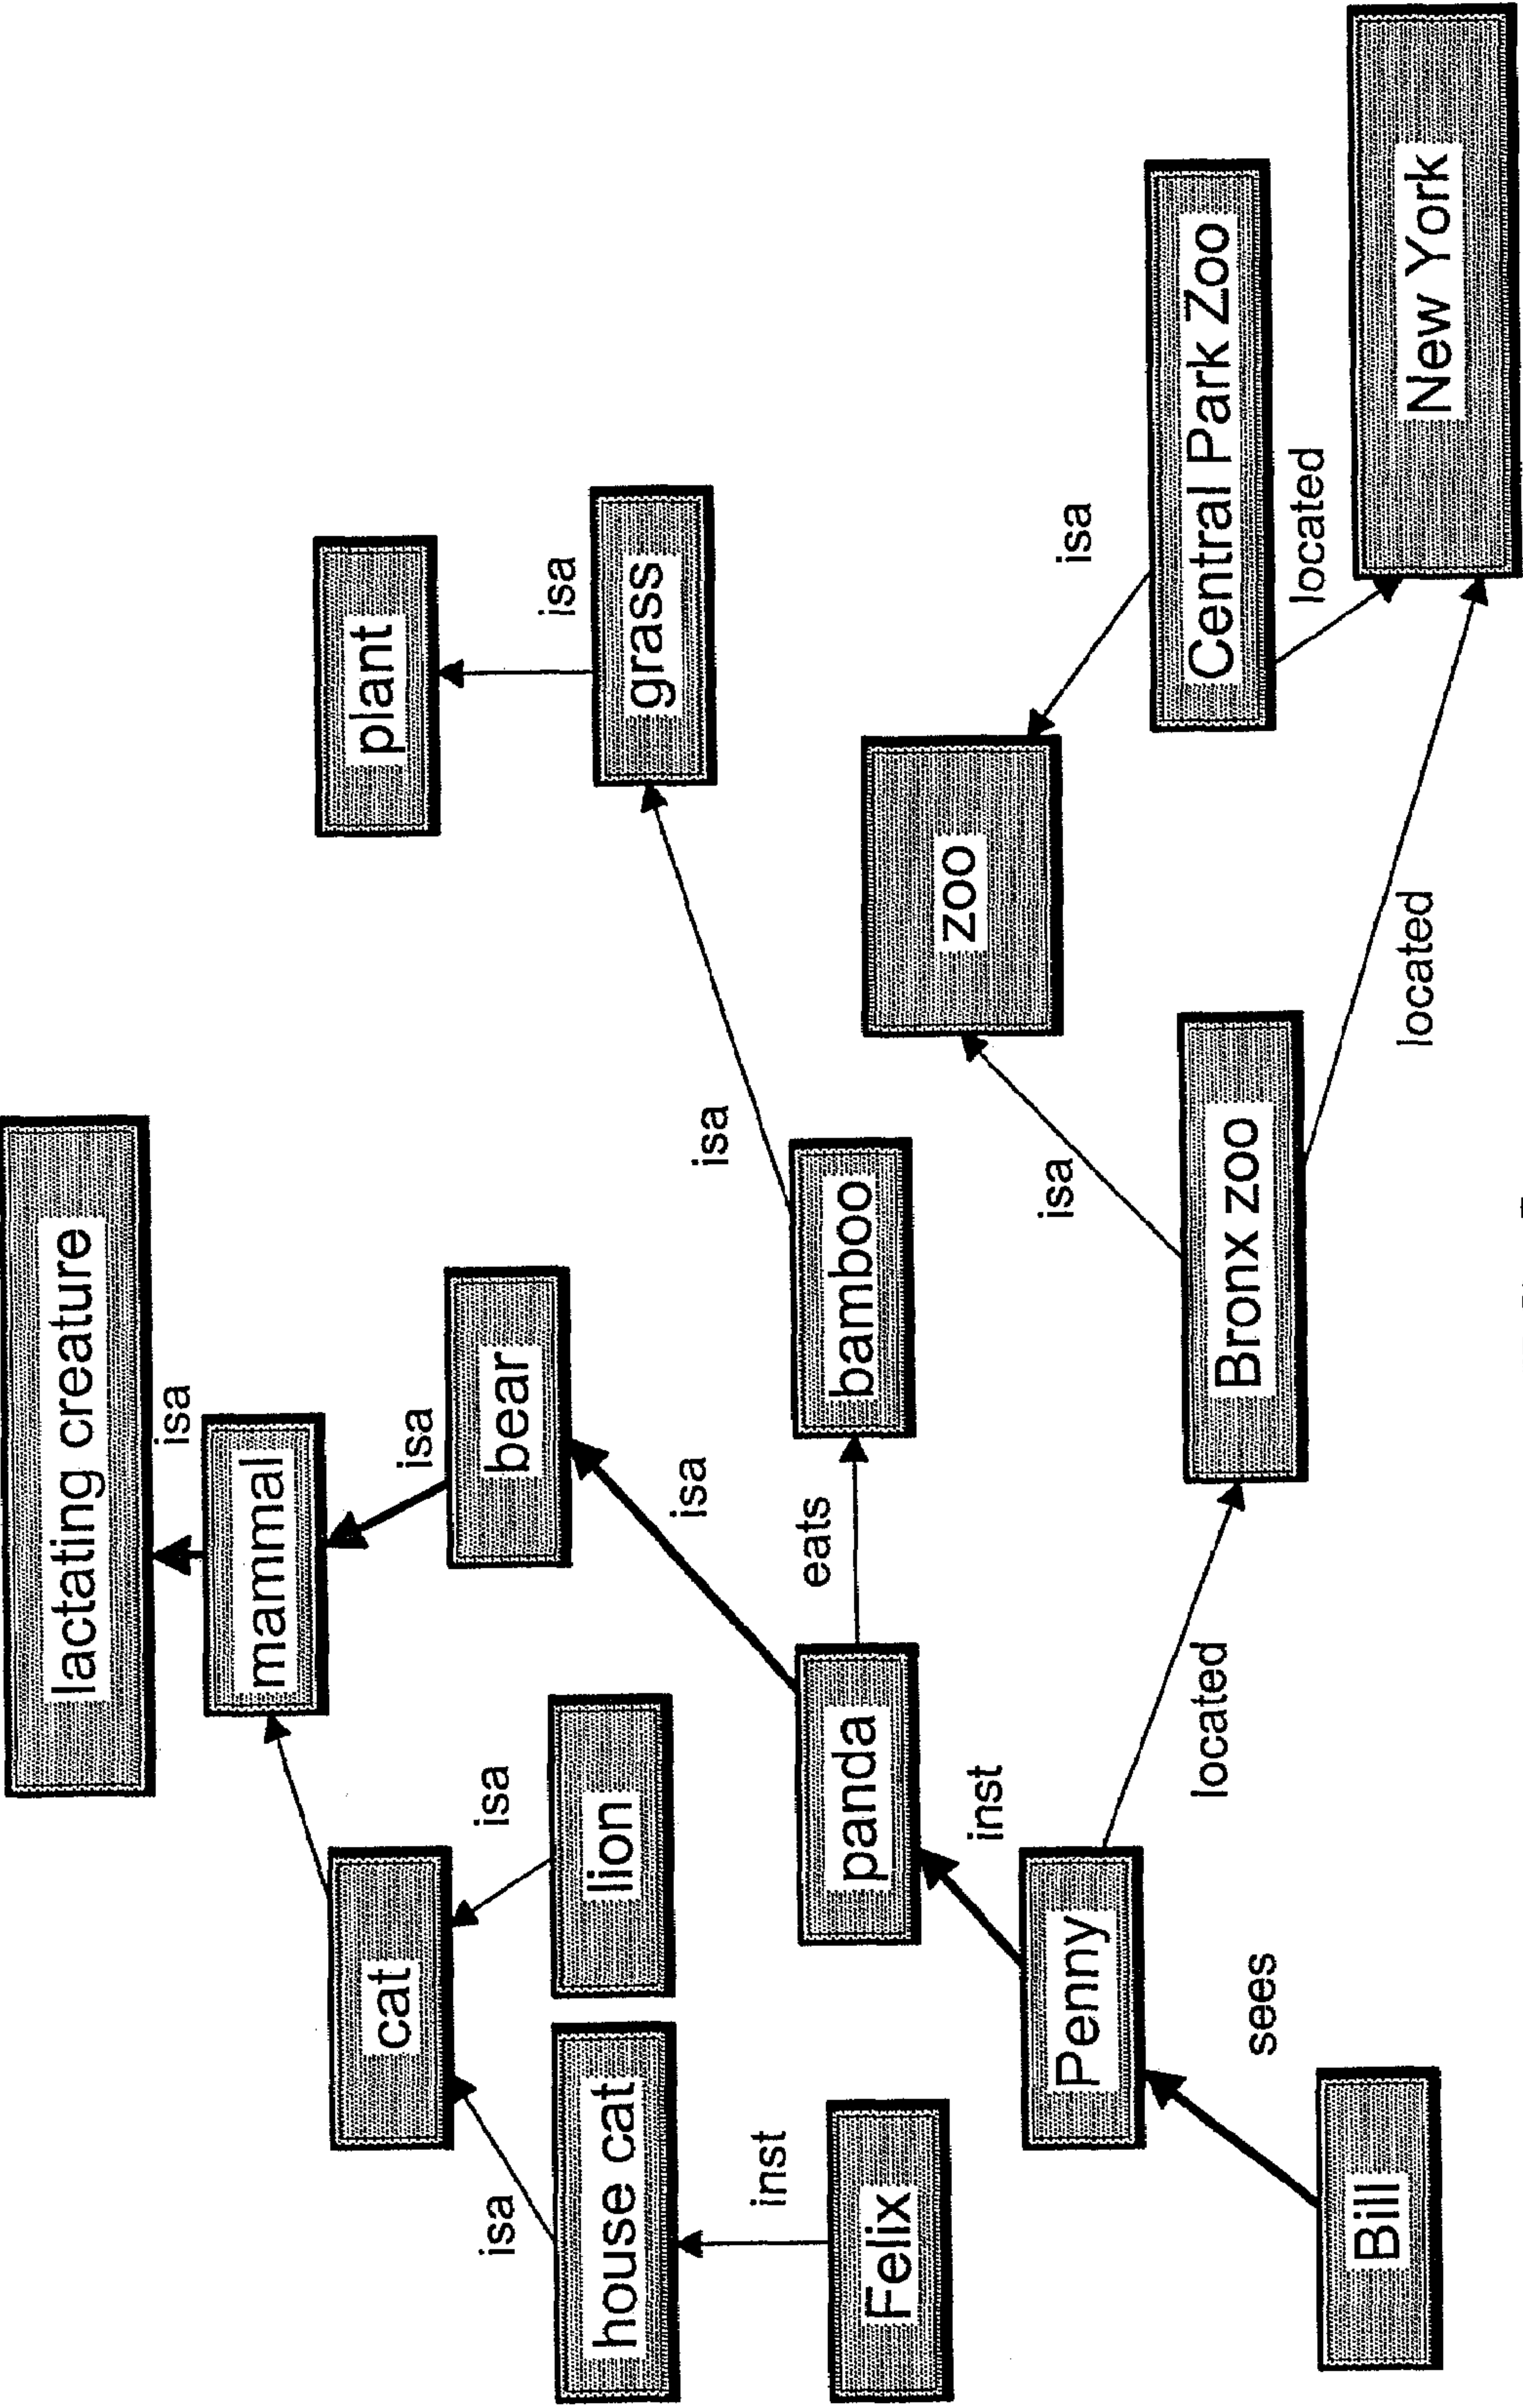 lactating creature
isa
mammal
isa
cat
isa
isa
bear
plant
isa
house cat
lion
isa
isa
grass
inst
Felix
panda
eats
bamboo
inst
isa
zoo
isa
Penny
located
Bronx zoo
Central Park Zoo
sees
located
located
Bill
New York